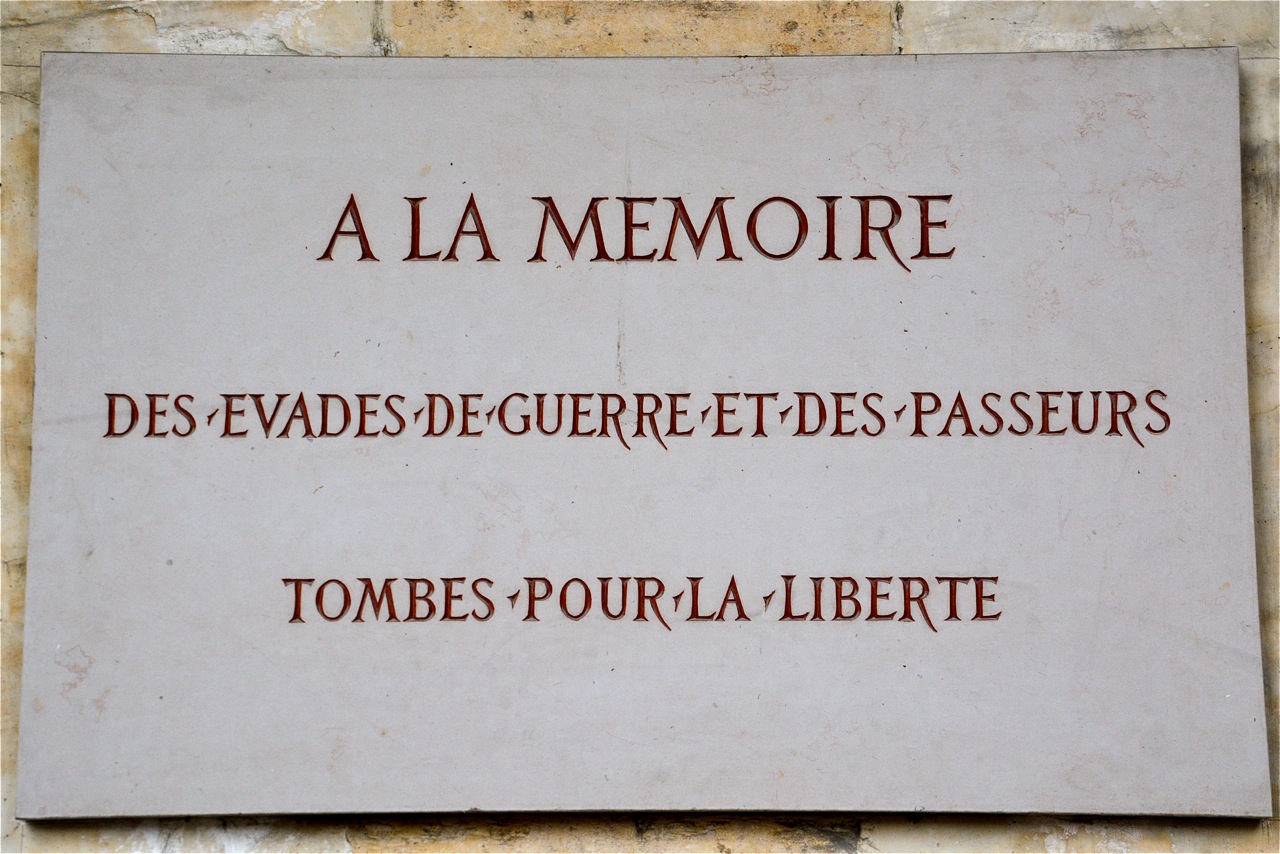 A LA MEMOIRE
DES·EVADES·DE·GUERRE·ET·DES·PASSEURS
TOMBES·POUR·LA·LIBERTE